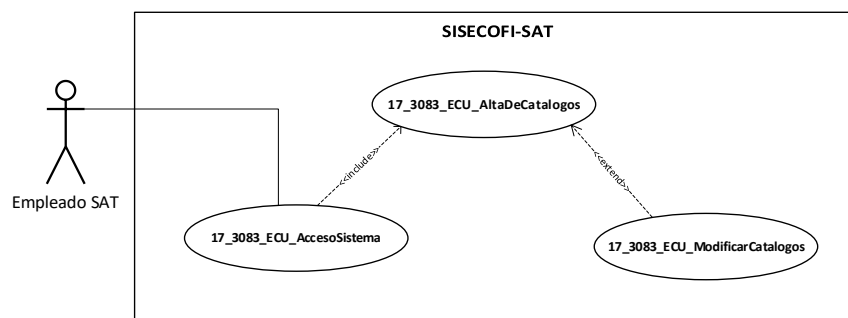 SISECOFI-SAT
17_3083_ECU_AltaDeCatalogos
<<include>>
<<extend>>
Empleado SAT
17_3083_ECU_AccesoSistema
17_3083_ECU_ModificarCatalogos